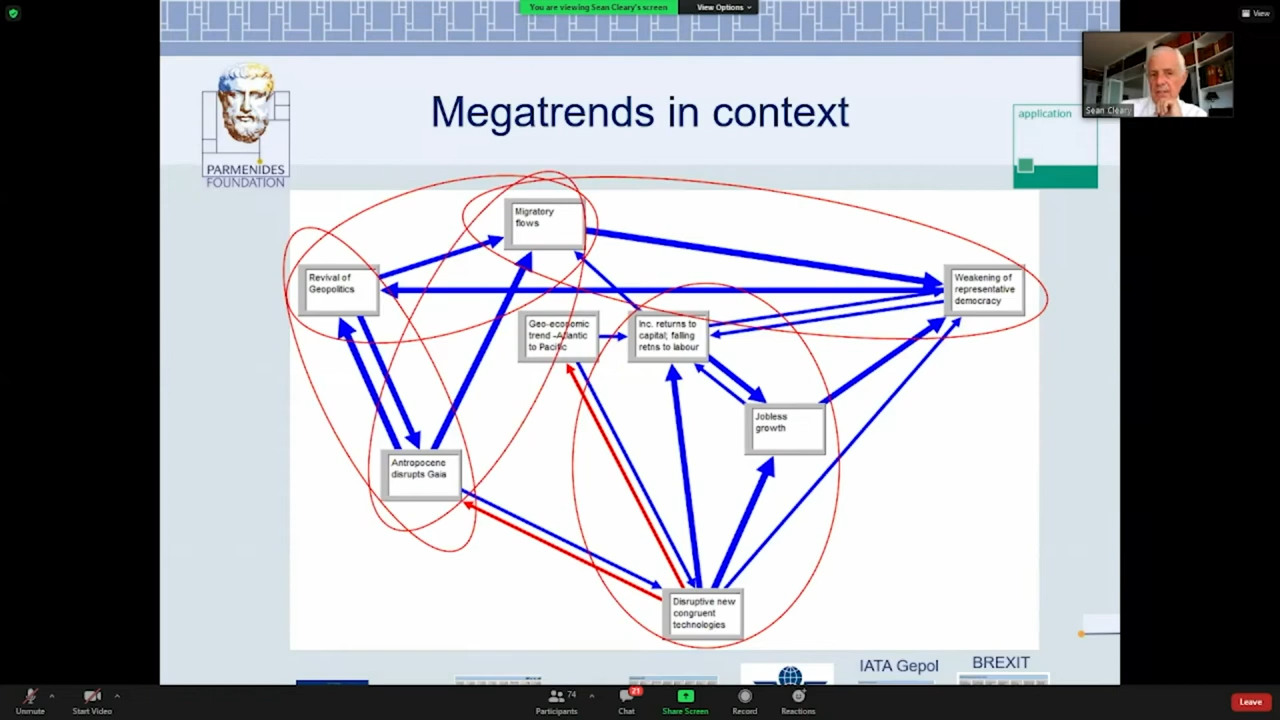 You are viewing Sean Cleary's screen
View Options
View
Sean Cleary
Megatrends in context
application
PARMENIDES
FOUNDATION
Migratory
flows
Revival of
Geopolitics
Weakening of
representative
democracy
Geo-economic
trend -Atlantic
to Pacific
Inc. returns to
capital; falling
retns to labour
Jobless
growth
Antropocene
disrupts Gaia
Disruptive new
congruent
technologies
IATA Gepol
BREXIT
Unmute
Start Video
74
Participants
21
Chat
Share Screen
Record
Reactions
Leave